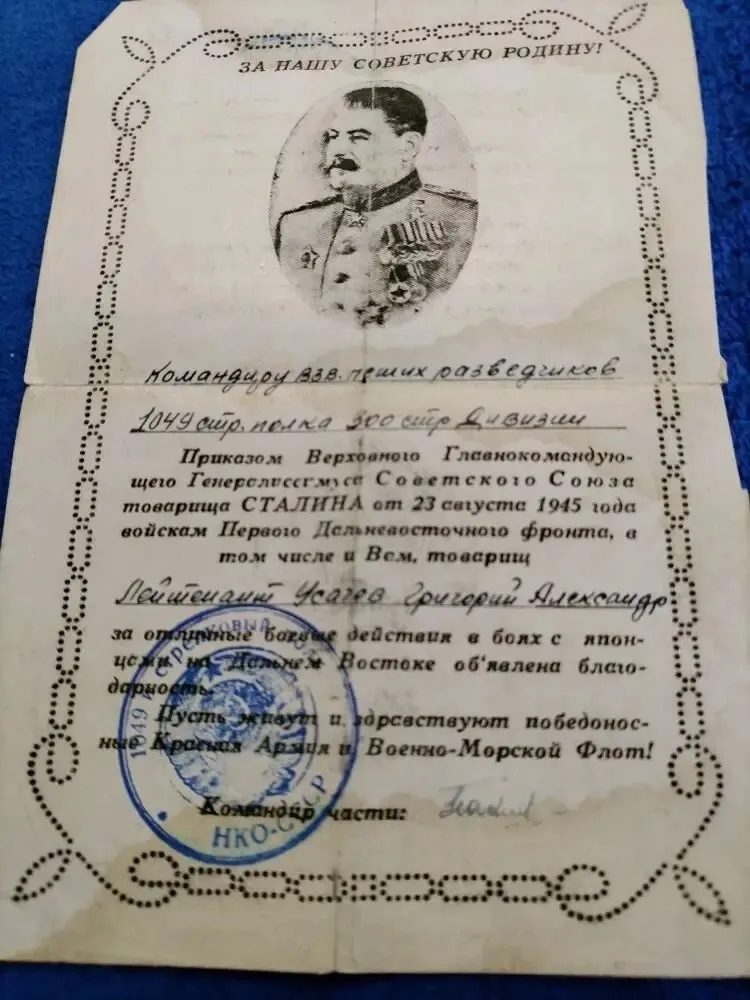 ЗА НАШУ СОВЕТСКУЮ РОДИНУ!
Командиру взв. пеших разведчиков
1049 стр. полка 300 стр. Дивизии
Приказом Верховного Главнокомандую-
щего Генералиссимуса Советского Союза
товарища СТАЛИНА от 23 августа 1945 года
войскам Первого Дальневосточного фронта, в
том числе и Вам, товарищ
Лейтенант Усачев Григорий Александр
за отличные боевые действия в боях с япон-
цами на Дальнем Востоке об'явлена благо-
дарность.
Пусть живут и здравствуют победонос-
ные Красная Армия и Военно-Морской Флот!
Командир части:
1049 СТРЕЛКОВЫЙ
НКО-СССР